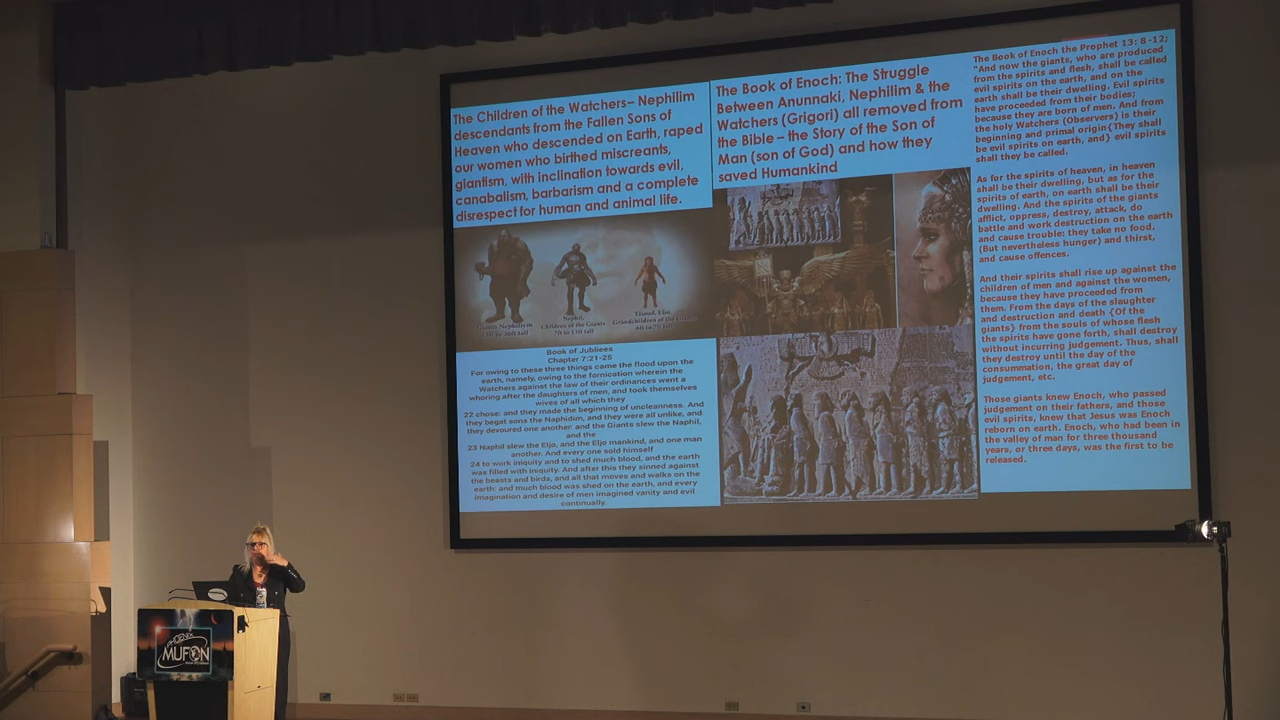 The Children of the Watchers– Nephilim
descendants from the Fallen Sons of
Heaven who descended on Earth, raped
our women who birthed miscreants,
giantism, with inclination towards evil,
canabalism, barbarism and a complete
disrespect for human and animal life.
Giants Nephaliym
Nephil,
Children of the Giants
7ft to 13ft tall
Elioud, Eljo,
Grandchildren of the Giants
6ft to 7ft tall
Book of Jubliees
Chapter 7:21-25
For owing to these three things came the flood upon the
earth, namely, owing to the fornication wherein the
Watchers against the law of their ordinances went a
whoring after the daughters of men, and took themselves
wives of all which they
22 chose: and they made the beginning of uncleanness. And
they begat sons the Naphidim, and they were all unlike, and
they devoured one another: and the Giants slew the Naphil,
and the
23 Naphil slew the Eljo, and the Eljo mankind, and one man
another. And every one sold himself
24 to work iniquity and to shed much blood, and the earth
was filled with iniquity. And after this they sinned against
the beasts and birds, and all that moves and walks on the
earth: and much blood was shed on the earth, and every
imagination and desire of men imagined vanity and evil
continually.
The Book of Enoch: The Struggle
Between Anunnaki, Nephilim & the
Watchers (Grigori) all removed from
the Bible – the Story of the Son of
Man (son of God) and how they
saved Humankind
The Book of Enoch the Prophet 13; 8-12;
"And now the giants, who are produced
from the spirits and flesh, shall be called
evil spirits on the earth, and on the
earth shall be their dwelling. Evil spirits
have proceeded from their bodies;
because they are born of men. And from
the holy Watchers (Observers) is their
beginning and primal origin{They shall
be evil spirits on earth, and} evil spirits
shall they be called.
As for the spirits of heaven, in heaven
shall be their dwelling, but as for the
spirits of earth, on earth shall be their
dwelling. And the spirits of the giants
afflict, oppress, destroy, attack, do
battle and work destruction on the earth
and cause trouble: they take no food.
(But nevertheless hunger) and thirst,
and cause offences.
And their spirits shall rise up against the
children of men and against the women,
because they have proceeded from
them. From the days of the slaughter
and destruction and death {Of the
giants} from the souls of whose flesh
the spirits have gone forth, shall destroy
without incurring judgement. Thus, shall
they destroy until the day of the
consummation, the great day of
judgement, etc.
Those giants knew Enoch, who passed
judgement on their fathers, and those
evil spirits, knew that Jesus was Enoch
reborn on earth. Enoch, who had been in
the valley of man for three thousand
years, or three days, was the first to be
released.
PHOENIX
MUFON